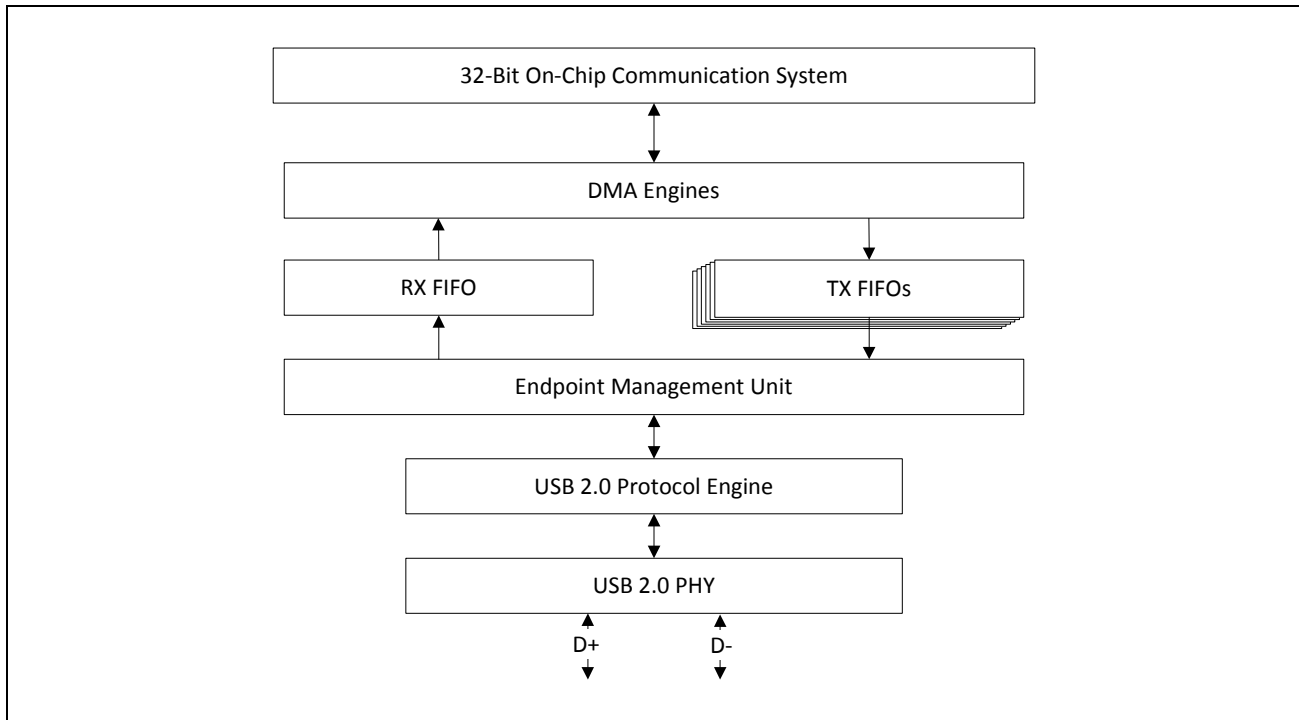 32-Bit On-Chip Communication System
DMA Engines
RX FIFO
TX FIFOs
Endpoint Management Unit
USB 2.0 Protocol Engine
USB 2.0 PHY
D+
D-